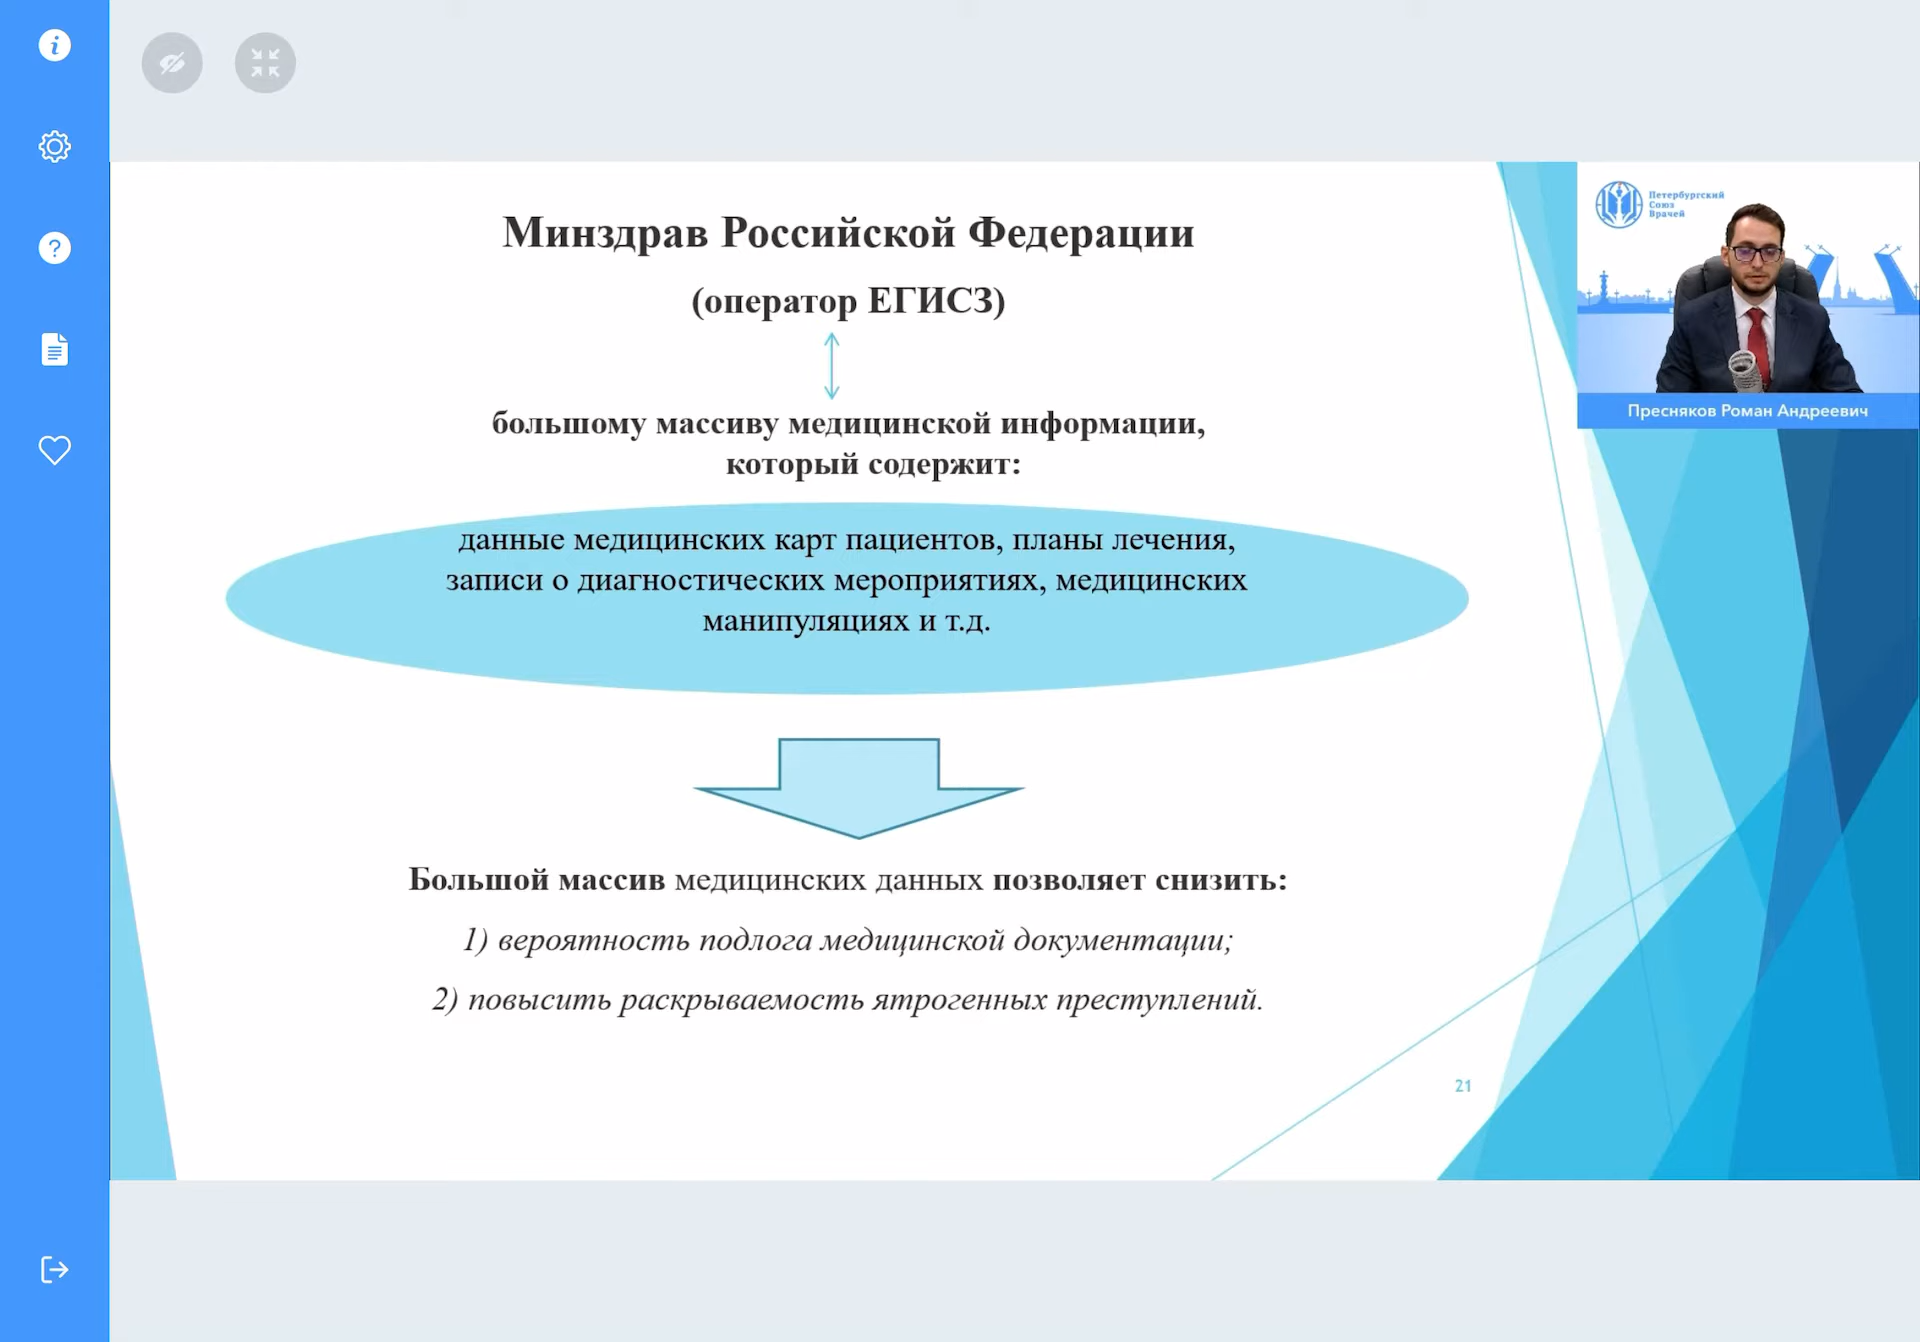 Минздрав Российской Федерации
(оператор ЕГИСЗ)
большому массиву медицинской информации,
который содержит:
данные медицинских карт пациентов, планы лечения,
записи о диагностических мероприятиях, медицинских
манипуляциях и т.д.
Большой массив медицинских данных позволяет снизить:
1) вероятность подлога медицинской документации;
2) повысить раскрываемость ятрогенных преступлений.
21
Петербургский
Союз
Врачей
Пресняков Роман Андреевич